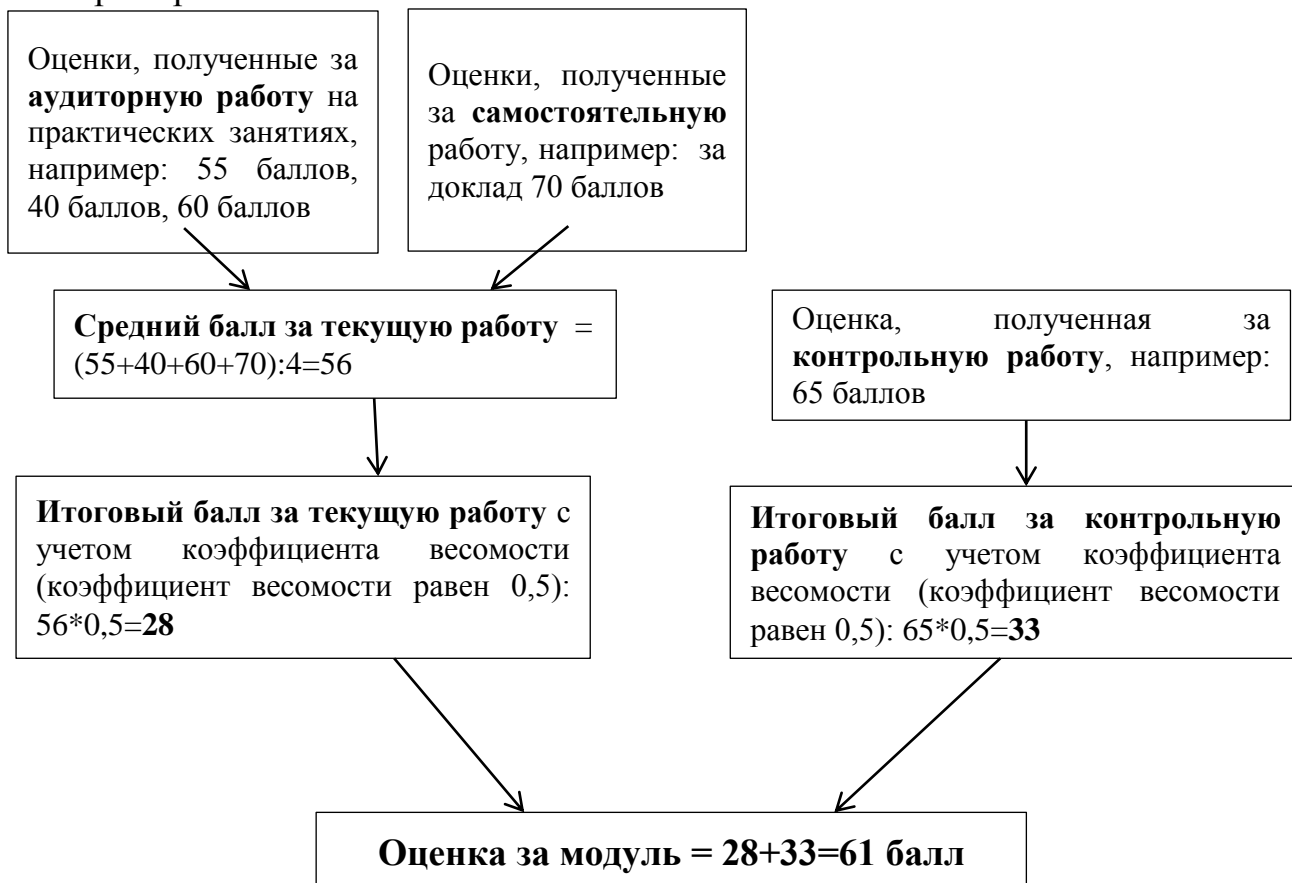 Оценки, полученные за
аудиторную работу на
практических занятиях,
например: 55 баллов,
40 баллов, 60 баллов
Оценки, полученные
за самостоятельную
работу, например: за
доклад 70 баллов
Средний балл за текущую работу =
(55+40+60+70):4=56
Оценка, полученная за
контрольную работу, например:
65 баллов
Итоговый балл за текущую работу с
учетом коэффициента весомости
(коэффициент весомости равен 0,5):
56*0,5=28
Итоговый балл за контрольную
работу с учетом коэффициента
весомости (коэффициент весомости
равен 0,5): 65*0,5=33
Оценка за модуль = 28+33=61 балл